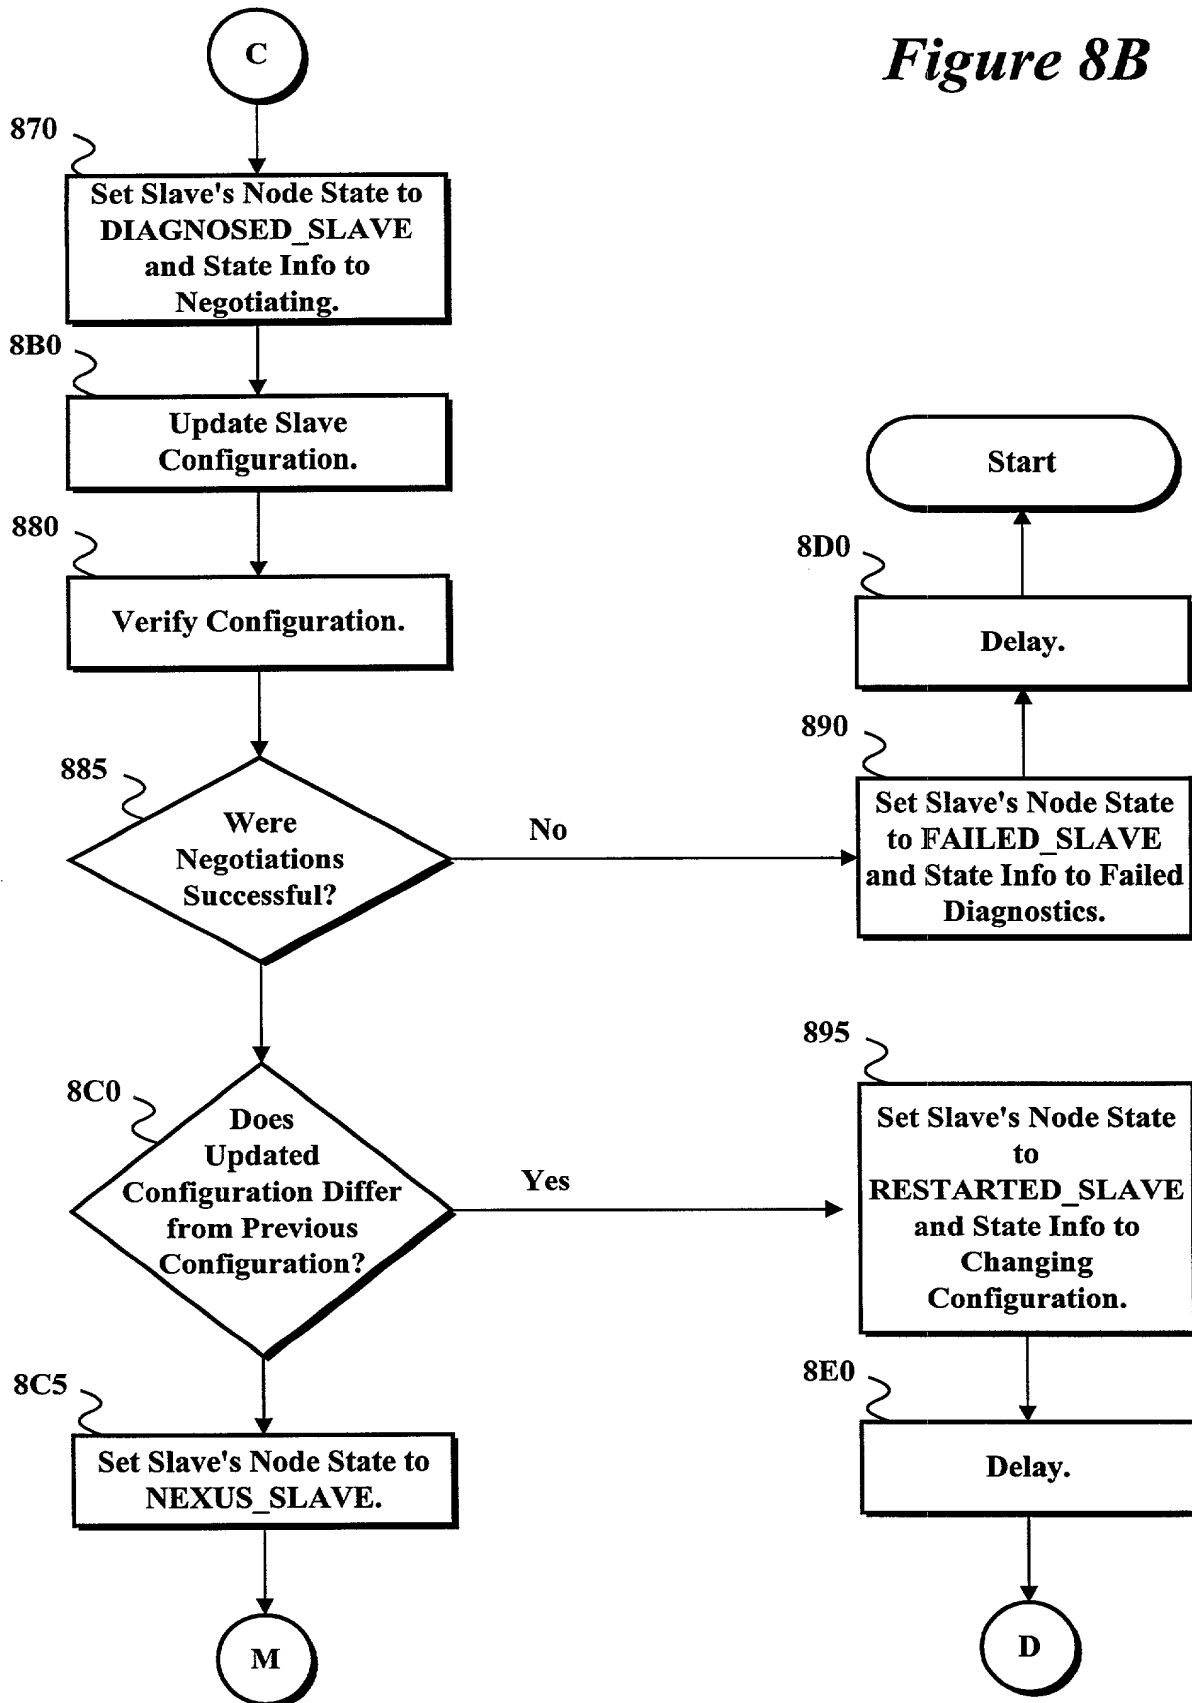 C
Figure 8B
870
Set Slave's Node State to
DIAGNOSED_SLAVE
and State Info to
Negotiating.
8B0
Update Slave
Configuration.
Start
880
Verify Configuration.
8D0
Delay.
885
Were
Negotiations
Successful?
No
890
Set Slave's Node State
to FAILED_SLAVE
and State Info to Failed
Diagnostics.
8C0
Does
Updated
Configuration Differ
from Previous
Configuration?
Yes
895
Set Slave's Node State
to
RESTARTED_SLAVE
and State Info to
Changing
Configuration.
8C5
Set Slave's Node State to
NEXUS_SLAVE.
8E0
Delay.
M
D